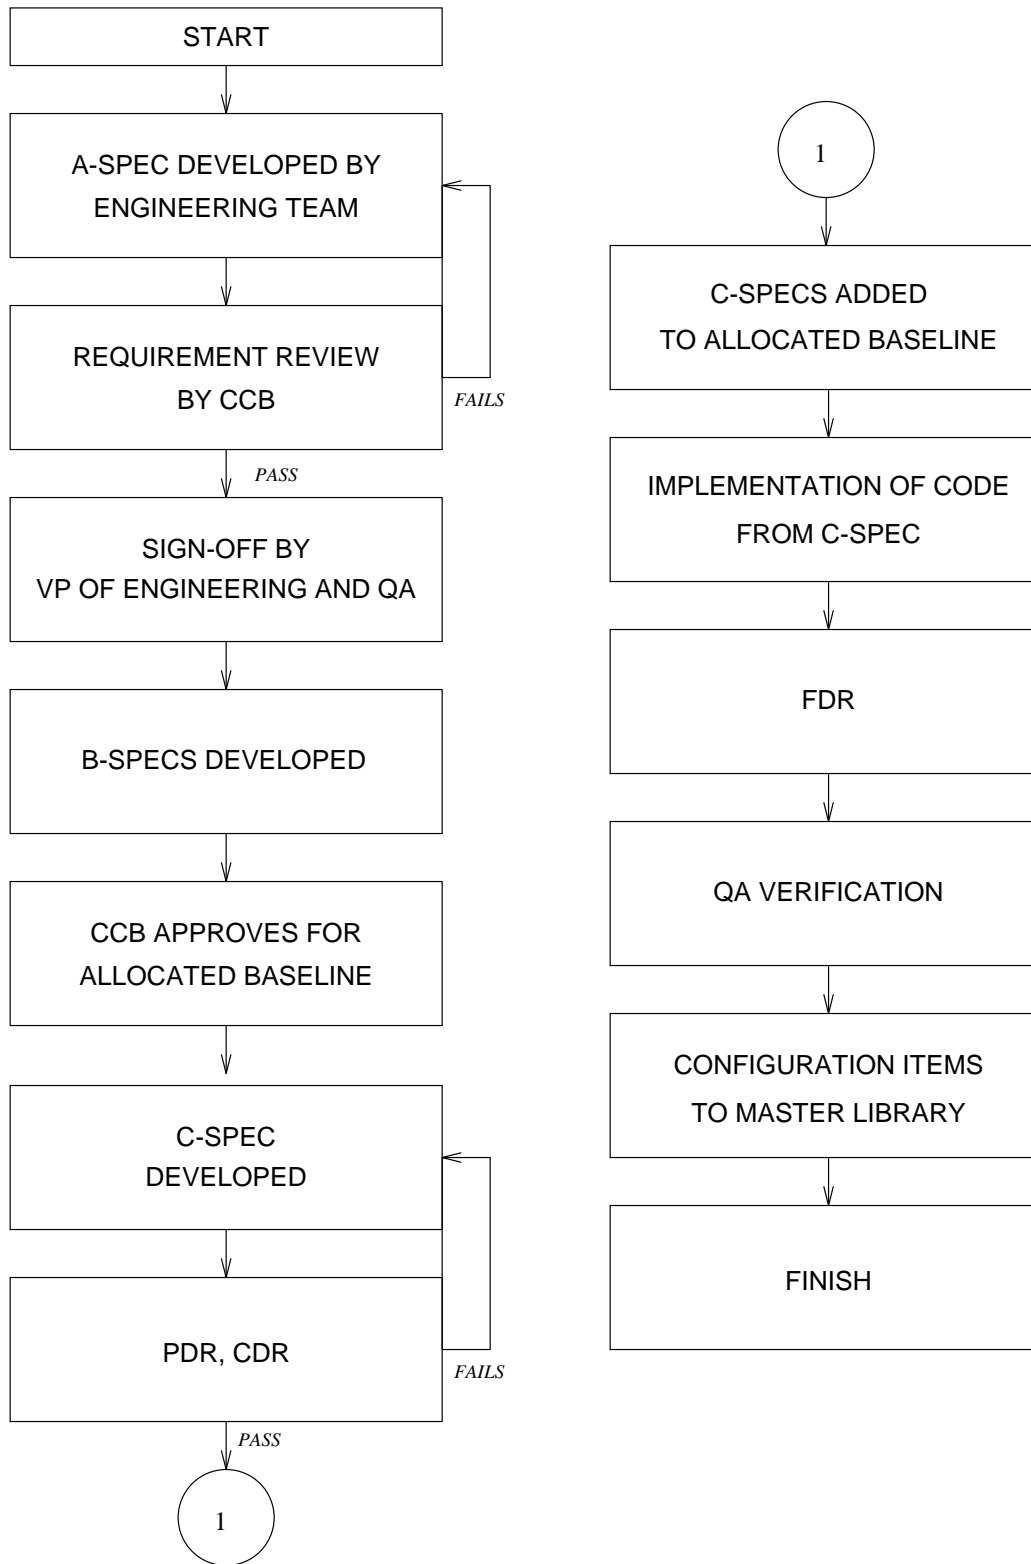 START
A-SPEC DEVELOPED BY
ENGINEERING TEAM
REQUIREMENT REVIEW
BY CCB
FAILS
PASS
SIGN-OFF BY
VP OF ENGINEERING AND QA
B-SPECS DEVELOPED
CCB APPROVES FOR
ALLOCATED BASELINE
C-SPEC
DEVELOPED
PDR, CDR
FAILS
PASS
1
1
C-SPECS ADDED
TO ALLOCATED BASELINE
IMPLEMENTATION OF CODE
FROM C-SPEC
FDR
QA VERIFICATION
CONFIGURATION ITEMS
TO MASTER LIBRARY
FINISH